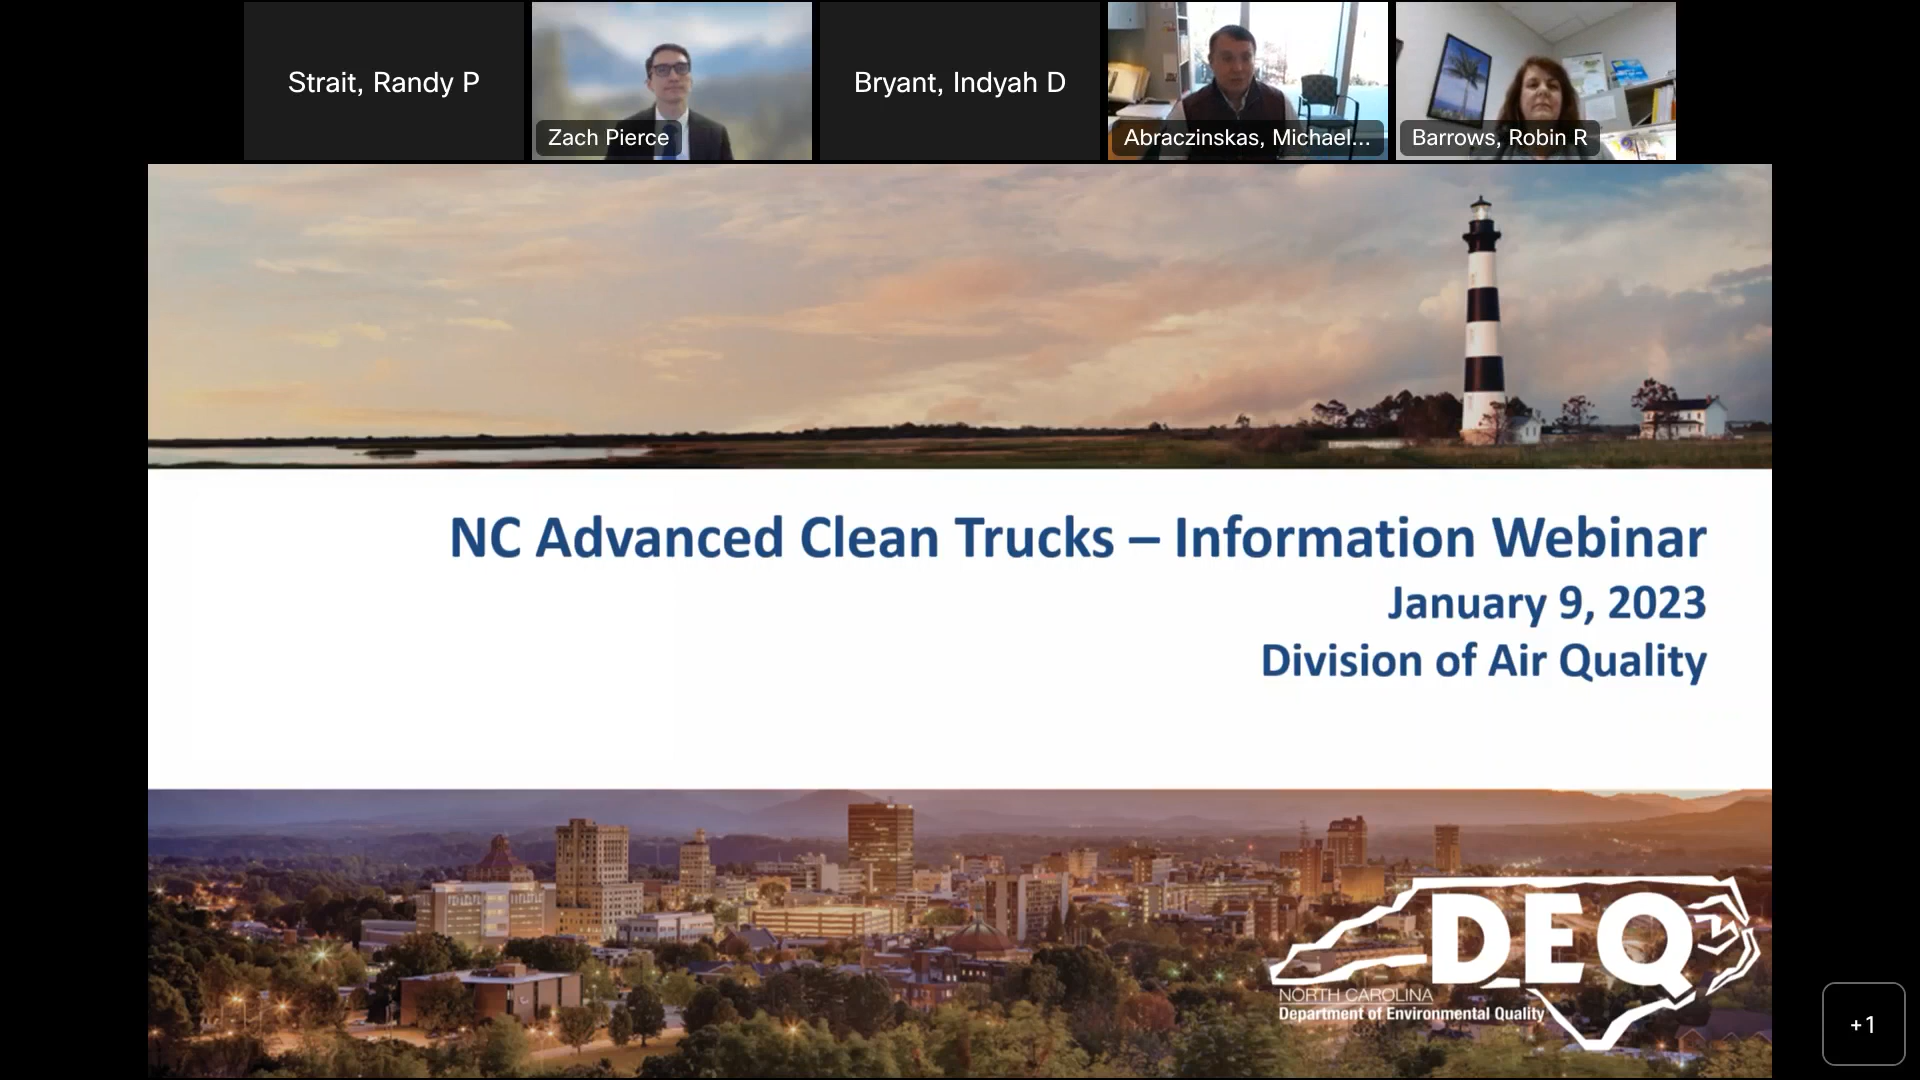 Strait, Randy P
Zach Pierce
Bryant, Indyah D
Abraczinskas, Michael...
Barrows, Robin R
NC Advanced Clean Trucks – Information Webinar
January 9, 2023
Division of Air Quality
DEQ
NORTH CAROLINA
Department of Environmental Quality
+1